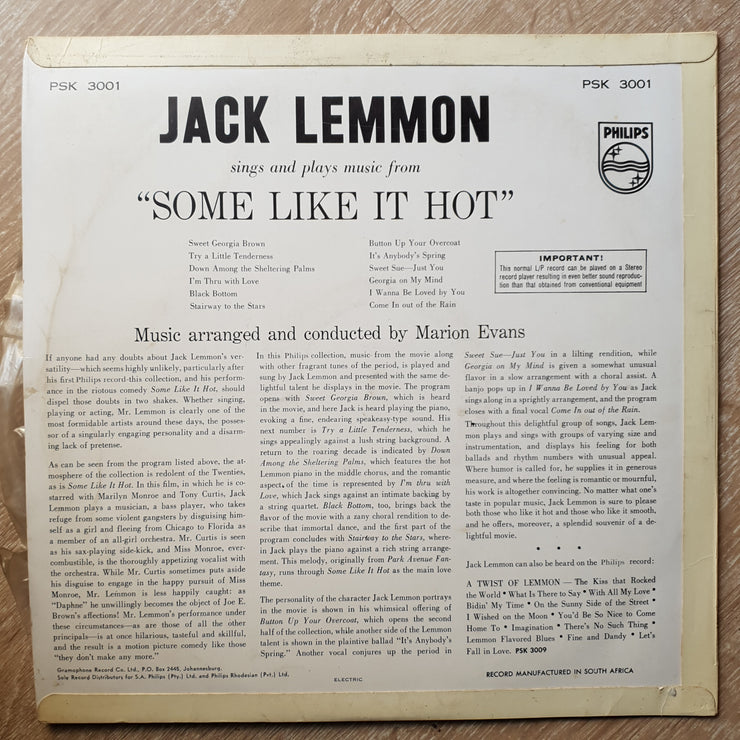 PSK 3001
PSK 3001
JACK LEMMON
PHILIPS
sings and plays music from
“SOME LIKE IT HOT”
Sweet Georgia Brown
Try a Little Tenderness
Down Among the Sheltering Palms
I'm Thru with Love
Black Bottom
Stairway to the Stars
Button Up Your Overcoat
It's Anybody's Spring
Sweet Sue—Just You
Georgia on My Mind
I Wanna Be Loved by You
Come In out of the Rain
IMPORTANT!
This normal L/P record can be played on a Stereo
record player resulting in even better sound reproduc-
tion than that obtained from conventional equipment
Music arranged and conducted by Marion Evans
If anyone had any doubts about Jack Lemmon's ver-
satility—which seems highly unlikely, particularly after
his first Philips record-this collection, and his perform-
ance in the riotous comedy Some Like It Hot, should
dispel those doubts in two shakes. Whether singing,
playing or acting, Mr. Lemmon is clearly one of the
most formidable artists around these days, the posses-
sor of a singularly engaging personality and a disarm-
ing lack of pretense.
As can be seen from the program listed above, the at-
mosphere of the collection is redolent of the Twenties,
as is Some Like It Hot. In this film, in which he is co-
starred with Marilyn Monroe and Tony Curtis, Jack
Lemmon plays a musician, a bass player, who takes
refuge from some violent gangsters by disguising him-
self as a girl and fleeing from Chicago to Florida as
a member of an all-girl orchestra. Mr. Curtis is seen
as his sax-playing side-kick, and Miss Monroe, ever-
combustible, is the thoroughly appetizing vocalist with
the orchestra. While Mr. Curtis sometimes puts aside
his disguise to engage in the happy pursuit of Miss
Monroe, Mr. Lemmon is less happily caught: as
“Daphne” he unwillingly becomes the object of Joe E.
Brown's affections! Mr. Lemmon's performance under
these circumstances—as are those of all the other
principals—is at once hilarious, tasteful and skillful,
and the result is a motion picture comedy like those
“they don't make any more.”
In this Philips collection, music from the movie along
with other fragrant tunes of the period, is played and
sung by Jack Lemmon and presented with the same de-
lightful talent he displays in the movie. The program
opens with Sweet Georgia Brown, which is heard
in the movie, and here Jack is heard playing the piano,
evoking a fine, endearing speakeasy-type sound. His
next number is Try a Little Tenderness, which he
sings appealingly against a lush string background. A
return to the roaring decade is indicated by Down
Among the Sheltering Palms, which features the hot
Lemmon piano in the middle chorus, and the romantic
aspect of the time is represented by I'm thru with
Love, which Jack sings against an intimate backing by
a string quartet. Black Bottom, too, brings back the
flavor of the movie with a zany choral rendition to de-
scribe that immortal dance, and the first part of the
program concludes with Stairway to the Stars, where-
in Jack plays the piano against a rich string arrange-
ment. This melody, originally from Park Avenue Fan-
tasy, runs through Some Like It Hot as the main love
theme.
The personality of the character Jack Lemmon portrays
in the movie is shown in his whimsical offering of
Button Up Your Overcoat, which opens the second
half of the collection, while another side of the Lemmon
talent is shown in the plaintive ballad “It's Anybody's
Spring.” Another vocal conjures up the period in
Sweet Sue—Just You in a lilting rendition, while
Georgia on My Mind is given a somewhat unusual
flavor in a slow arrangement with a choral assist. A
banjo pops up in I Wanna Be Loved by You as Jack
sings along in a sprightly arrangement, and the program
closes with a final vocal Come In out of the Rain.
Throughout this delightful group of songs, Jack Lem-
mon plays and sings with groups of varying size and
instrumentation, and displays his feeling for both
ballads and rhythm numbers with unusual appeal.
Where humor is called for, he supplies it in generous
measure, and where the feeling is romantic or mournful,
his work is altogether convincing. No matter what one's
taste in popular music, Jack Lemmon is sure to please
both those who like it hot and those who like it smooth,
and he offers, moreover, a splendid souvenir of a de-
lightful movie.
• • •
Jack Lemmon can also be heard on the Philips record:
A TWIST OF LEMMON — The Kiss that Rocked
the World • What Is There to Say • With All My Love •
Bidin' My Time • On the Sunny Side of the Street •
I Wished on the Moon • You'd Be So Nice to Come
Home To • Imagination • There's No Such Thing •
Lemmon Flavored Blues • Fine and Dandy • Let's
Fall in Love. PSK 3009
Gramophone Record Co. Ltd., P.O. Box 2445, Johannesburg.
Sole Record Distributors for S.A. Philips (Pty.) Ltd. and Philips Rhodesian (Pvt.) Ltd.
ELECTRIC
RECORD MANUFACTURED IN SOUTH AFRICA